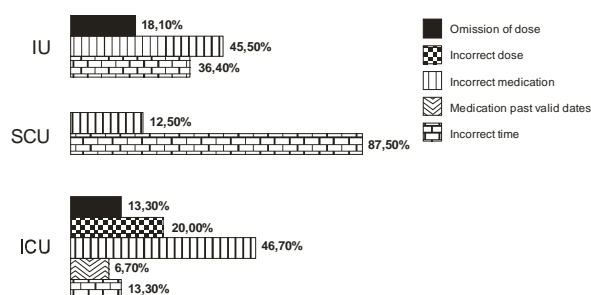 IU
18,10%
45,50%
36,40%
SCU
12,50%
87,50%
ICU
13,30%
20,00%
46,70%
6,70%
13,30%
Omission of dose
Incorrect dose
Incorrect medication
Medication past valid dates
Incorrect time